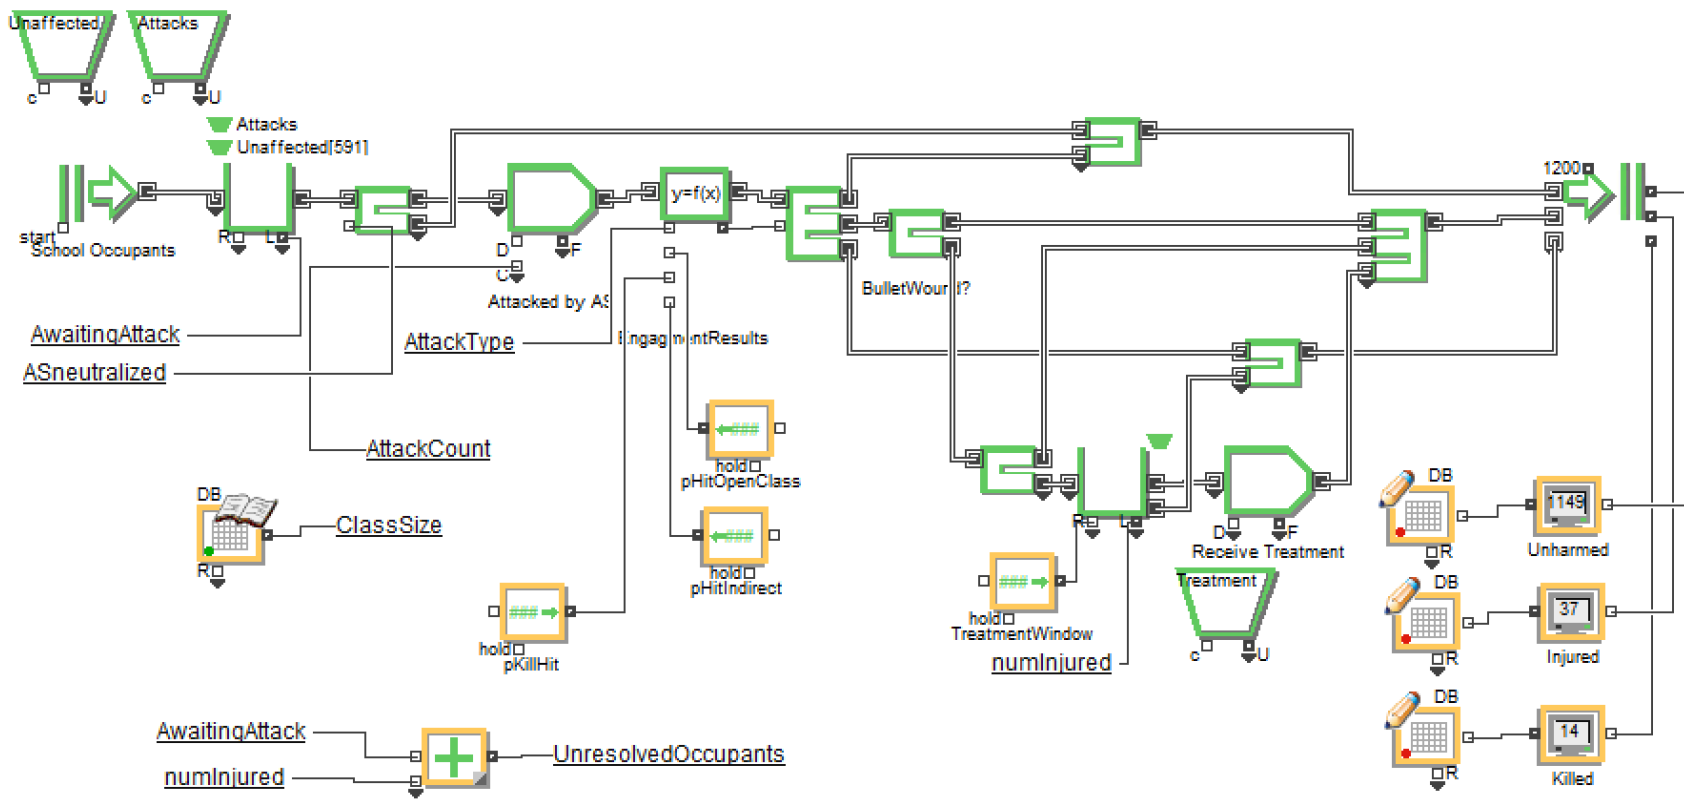 Unaffected
Attacks
c
U
c
U
Attacks
Unaffected[591]
start
School Occupants
R
L
y=f(x)
1200
D
F
C
Attacked by AS
BulletWound?
AwaitingAttack
AttackType
EngagmentResults
ASneutralized
AttackCount
###
hold
pHitOpenClass
DB
ClassSize
R
###
hold
pHitIndirect
###
hold
pKillHit
R
L
D
F
Receive Treatment
###
hold
TreatmentWindow
numInjured
Treatment
c
U
DB
R
1149
Unharmed
DB
R
37
Injured
DB
R
14
Killed
AwaitingAttack
numInjured
UnresolvedOccupants